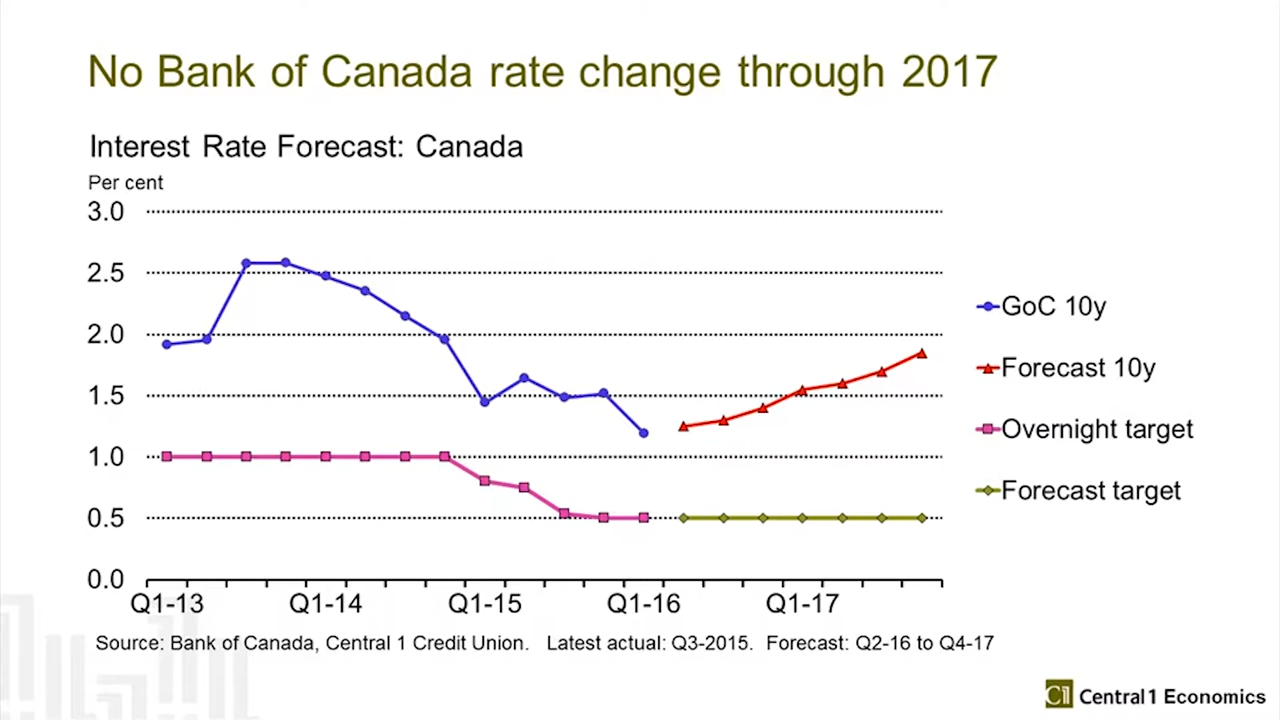 No Bank of Canada rate change through 2017
Interest Rate Forecast: Canada
Per cent
3.0
2.5
2.0
1.5
1.0
0.5
0.0
Q1-13 Q1-14 Q1-15 Q1-16 Q1-17
GoC 10y
Forecast 10y
Overnight target
Forecast target
Source: Bank of Canada, Central 1 Credit Union. Latest actual: Q3-2015. Forecast: Q2-16 to Q4-17
C1 Central 1 Economics